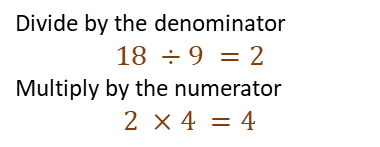 Divide by the denominator
18 ÷ 9 = 2
Multiply by the numerator
2 × 4 = 4